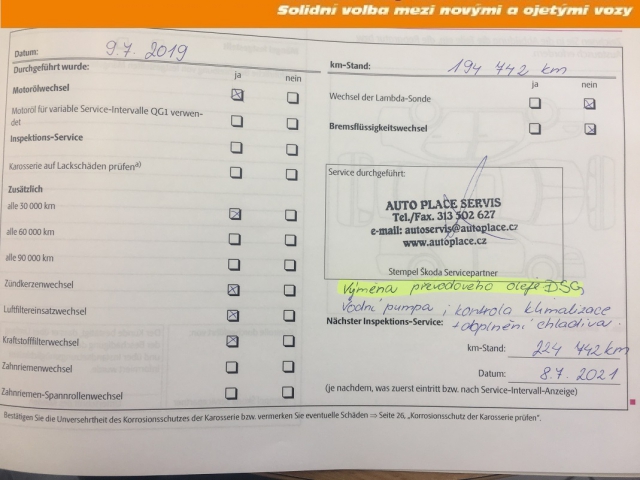 Solidní volba mezi novými a ojetými vozy
Datum: 9.7. 2019
Durchgeführt wurde: ja nein
Motorölwechsel
Motoröl für variable Service-Intervalle QG1 verwen-
det
Inspektions-Service
Karosserie auf Lackschäden prüfen a)
Zusätzlich
alle 30 000 km
alle 60 000 km
alle 90 000 km
Zündkerzenwechsel
Luftfiltereinsatzwechsel
Kraftstofffilterwechsel
Zahnriemenwechsel
Zahnriemen-Spannrollenwechsel
km-Stand: 194 742 km
ja nein
Wechsel der Lambda-Sonde
Bremsflüssigkeitswechsel
Service durchgeführt:
AUTO PLACE SERVIS
Tel./Fax. 313 502 627
e-mail: autoservis@autoplace.cz
www.autoplace.cz
Stempel Škoda Servicepartner
Výměna převodového oleje DSG,
Vodní pumpa, kontrola klimatizace
+ doplnění chladiva.
Nächster Inspektions-Service:
km-Stand: 224 742 km
Datum: 8.7. 2021
(je nachdem, was zuerst eintritt bzw. nach Service-Intervall-Anzeige)
Bestätigen Sie die Unversehrtheit des Korrosionsschutzes der Karosserie bzw. vermerken Sie eventuelle Schäden ⇒ Seite 26, „Korrosionsschutz der Karosserie prüfen".